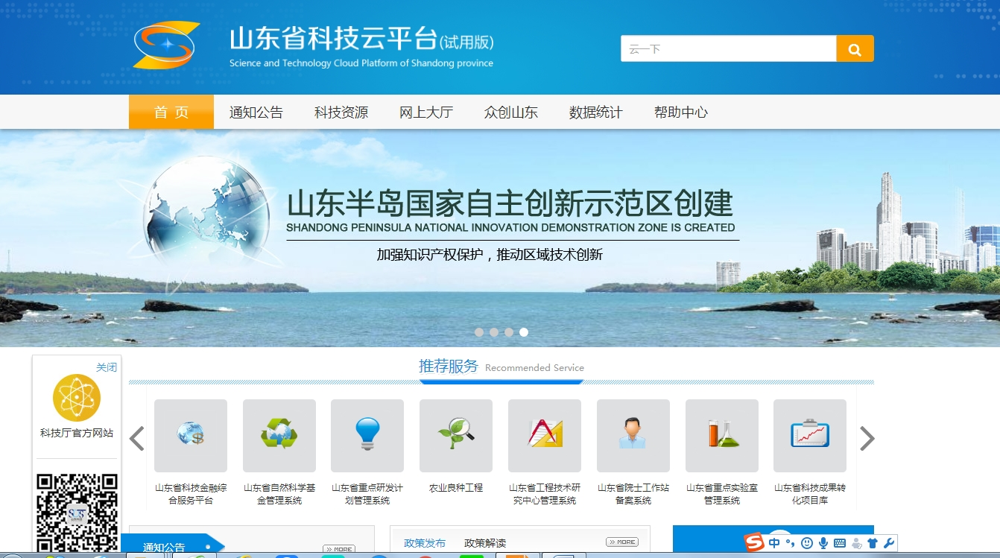 山东省科技云平台(试用版)
Science and Technology Cloud Platform of Shandong province
云一下
首 页 通知公告 科技资源 网上大厅 众创山东 数据统计 帮助中心
山东半岛国家自主创新示范区创建
SHANDONG PENINSULA NATIONAL INNOVATION DEMONSTRATION ZONE IS CREATED
加强知识产权保护，推动区域技术创新
关闭
科技厅官方网站
推荐服务 Recommended Service
山东省科技金融综
合服务平台
山东省自然科学基
金管理系统
山东省重点研发计
划管理系统
农业良种工程
山东省工程技术研
究中心管理系统
山东省院士工作站
备案系统
山东省重点实验室
管理系统
山东省科技成果转
化项目库
通知公告
>> MORE
政策发布 政策解读
>> MORE
S 中